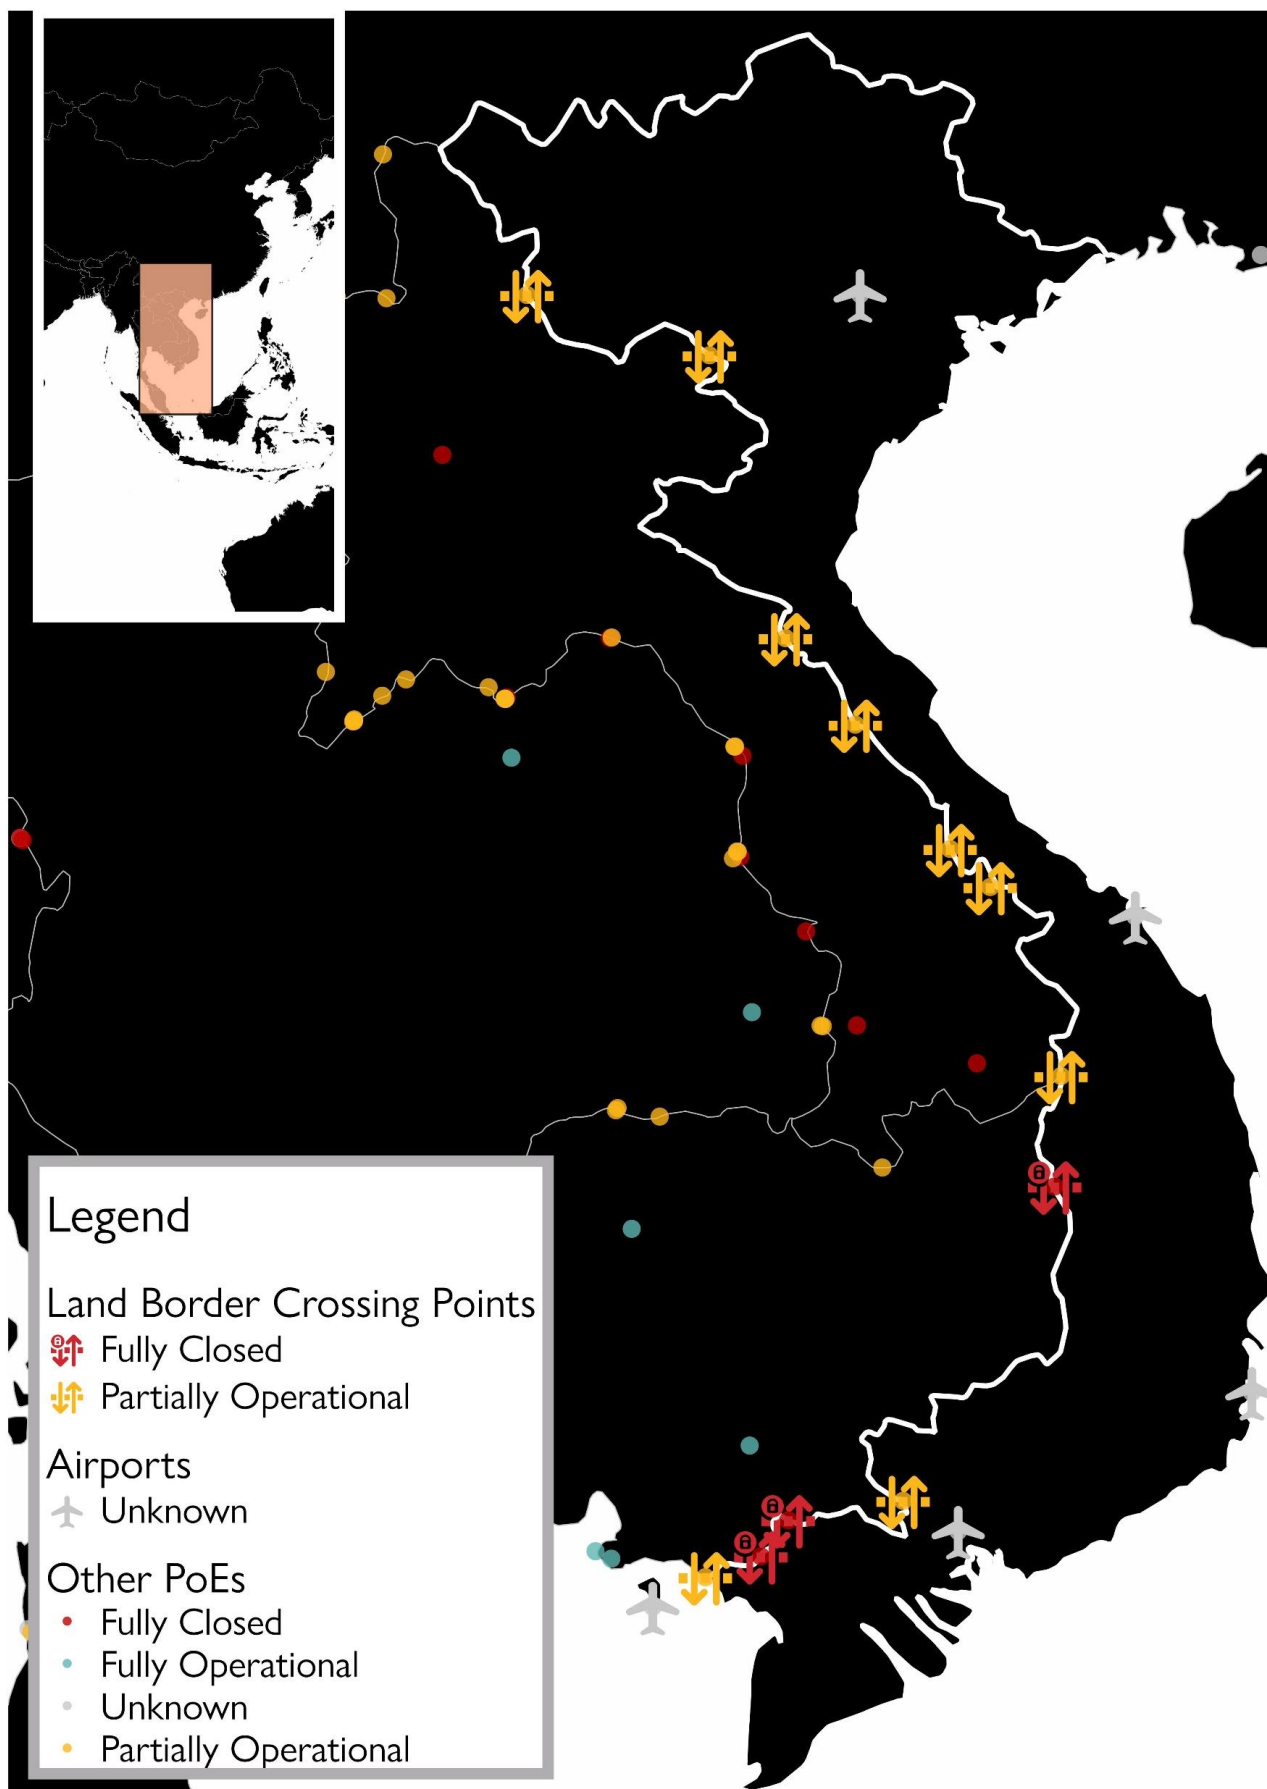 Legend
Land Border Crossing Points
Fully Closed
Partially Operational
Airports
Unknown
Other PoEs
Fully Closed
Fully Operational
Unknown
Partially Operational